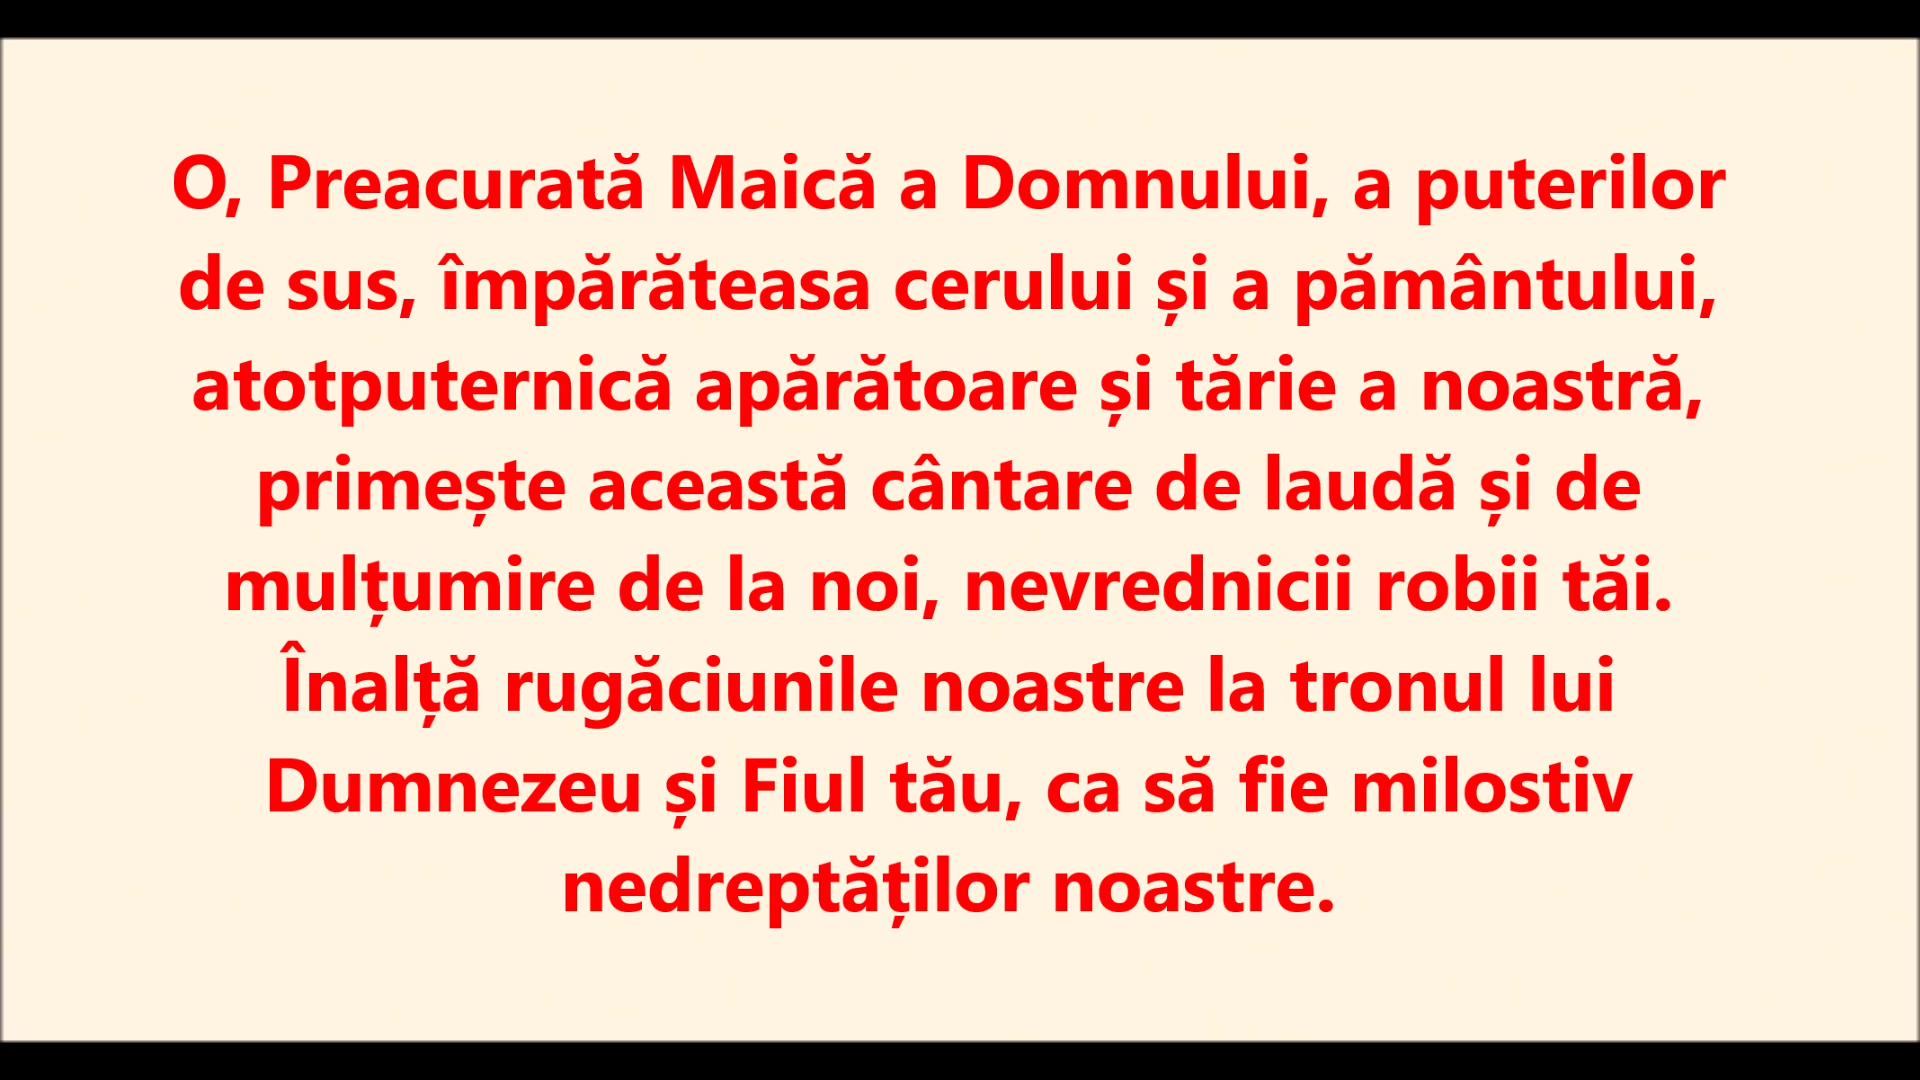 O, Preacurată Maică a Domnului, a puterilor
de sus, împărăteasa cerului și a pământului,
atotputernică apărătoare și tărie a noastră,
primește această cântare de laudă și de
mulțumire de la noi, nevrednicii robii tăi.
Înalță rugăciunile noastre la tronul lui
Dumnezeu și Fiul tău, ca să fie milostiv
nedreptăților noastre.